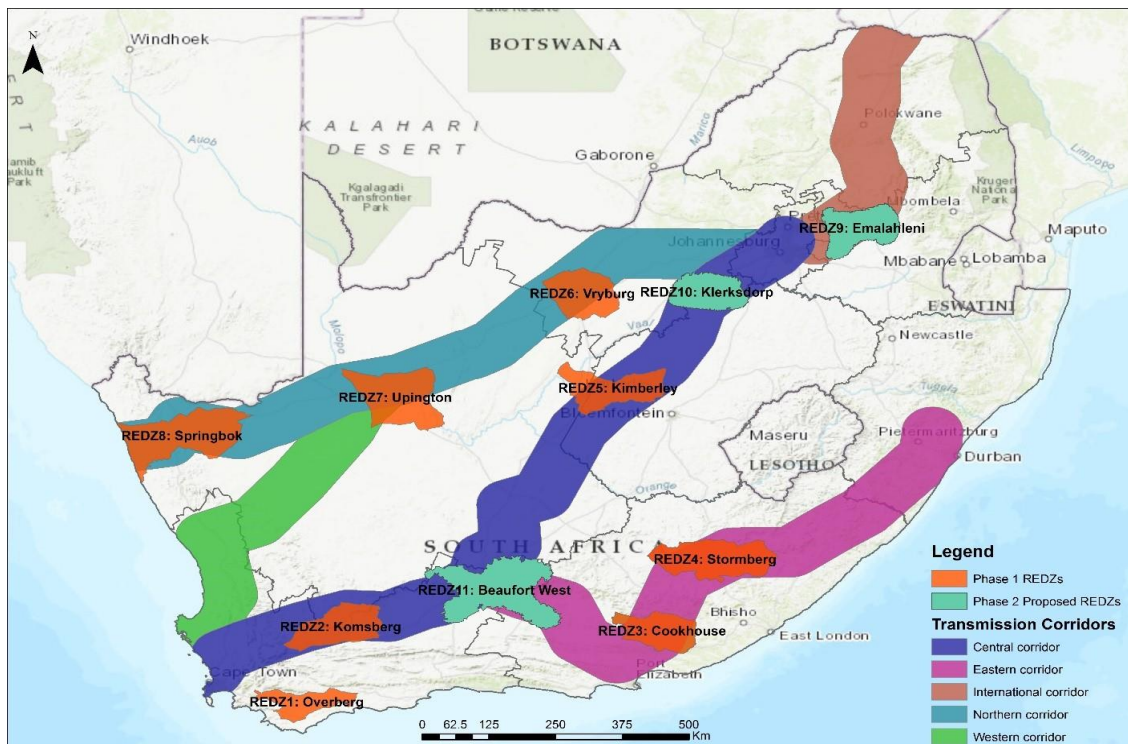 N
Windhoek
BOTSWANA
KALAHARI
DESERT
Auob
Kgalagadi
Transfrontier
Park
Gaborone
Marico
Polokwane
Limpopo
Kruger
National
Park
Mbombela
REDZ9: Emalahleni
Johannesburg
Maputo
Mbabane
Lobamba
ESWATINI
REDZ6: Vryburg
REDZ10: Klerksdorp
Vaal
Newcastle
Molopo
REDZ7: Upington
REDZ5: Kimberley
Bloemfontein
Tugela
REDZ8: Springbok
Maseru
LESOTHO
Pietermaritzburg
Durban
Orange
SOUTH AFRICA
REDZ4: Stormberg
REDZ11: Beaufort West
REDZ2: Komsberg
REDZ3: Cookhouse
Bhisho
East London
Port
Elizabeth
Cape Town
REDZ1: Overberg
0 62.5 125 250 375 500
Km
Legend
Phase 1 REDZs
Phase 2 Proposed REDZs
Transmission Corridors
Central corridor
Eastern corridor
International corridor
Northern corridor
Western corridor